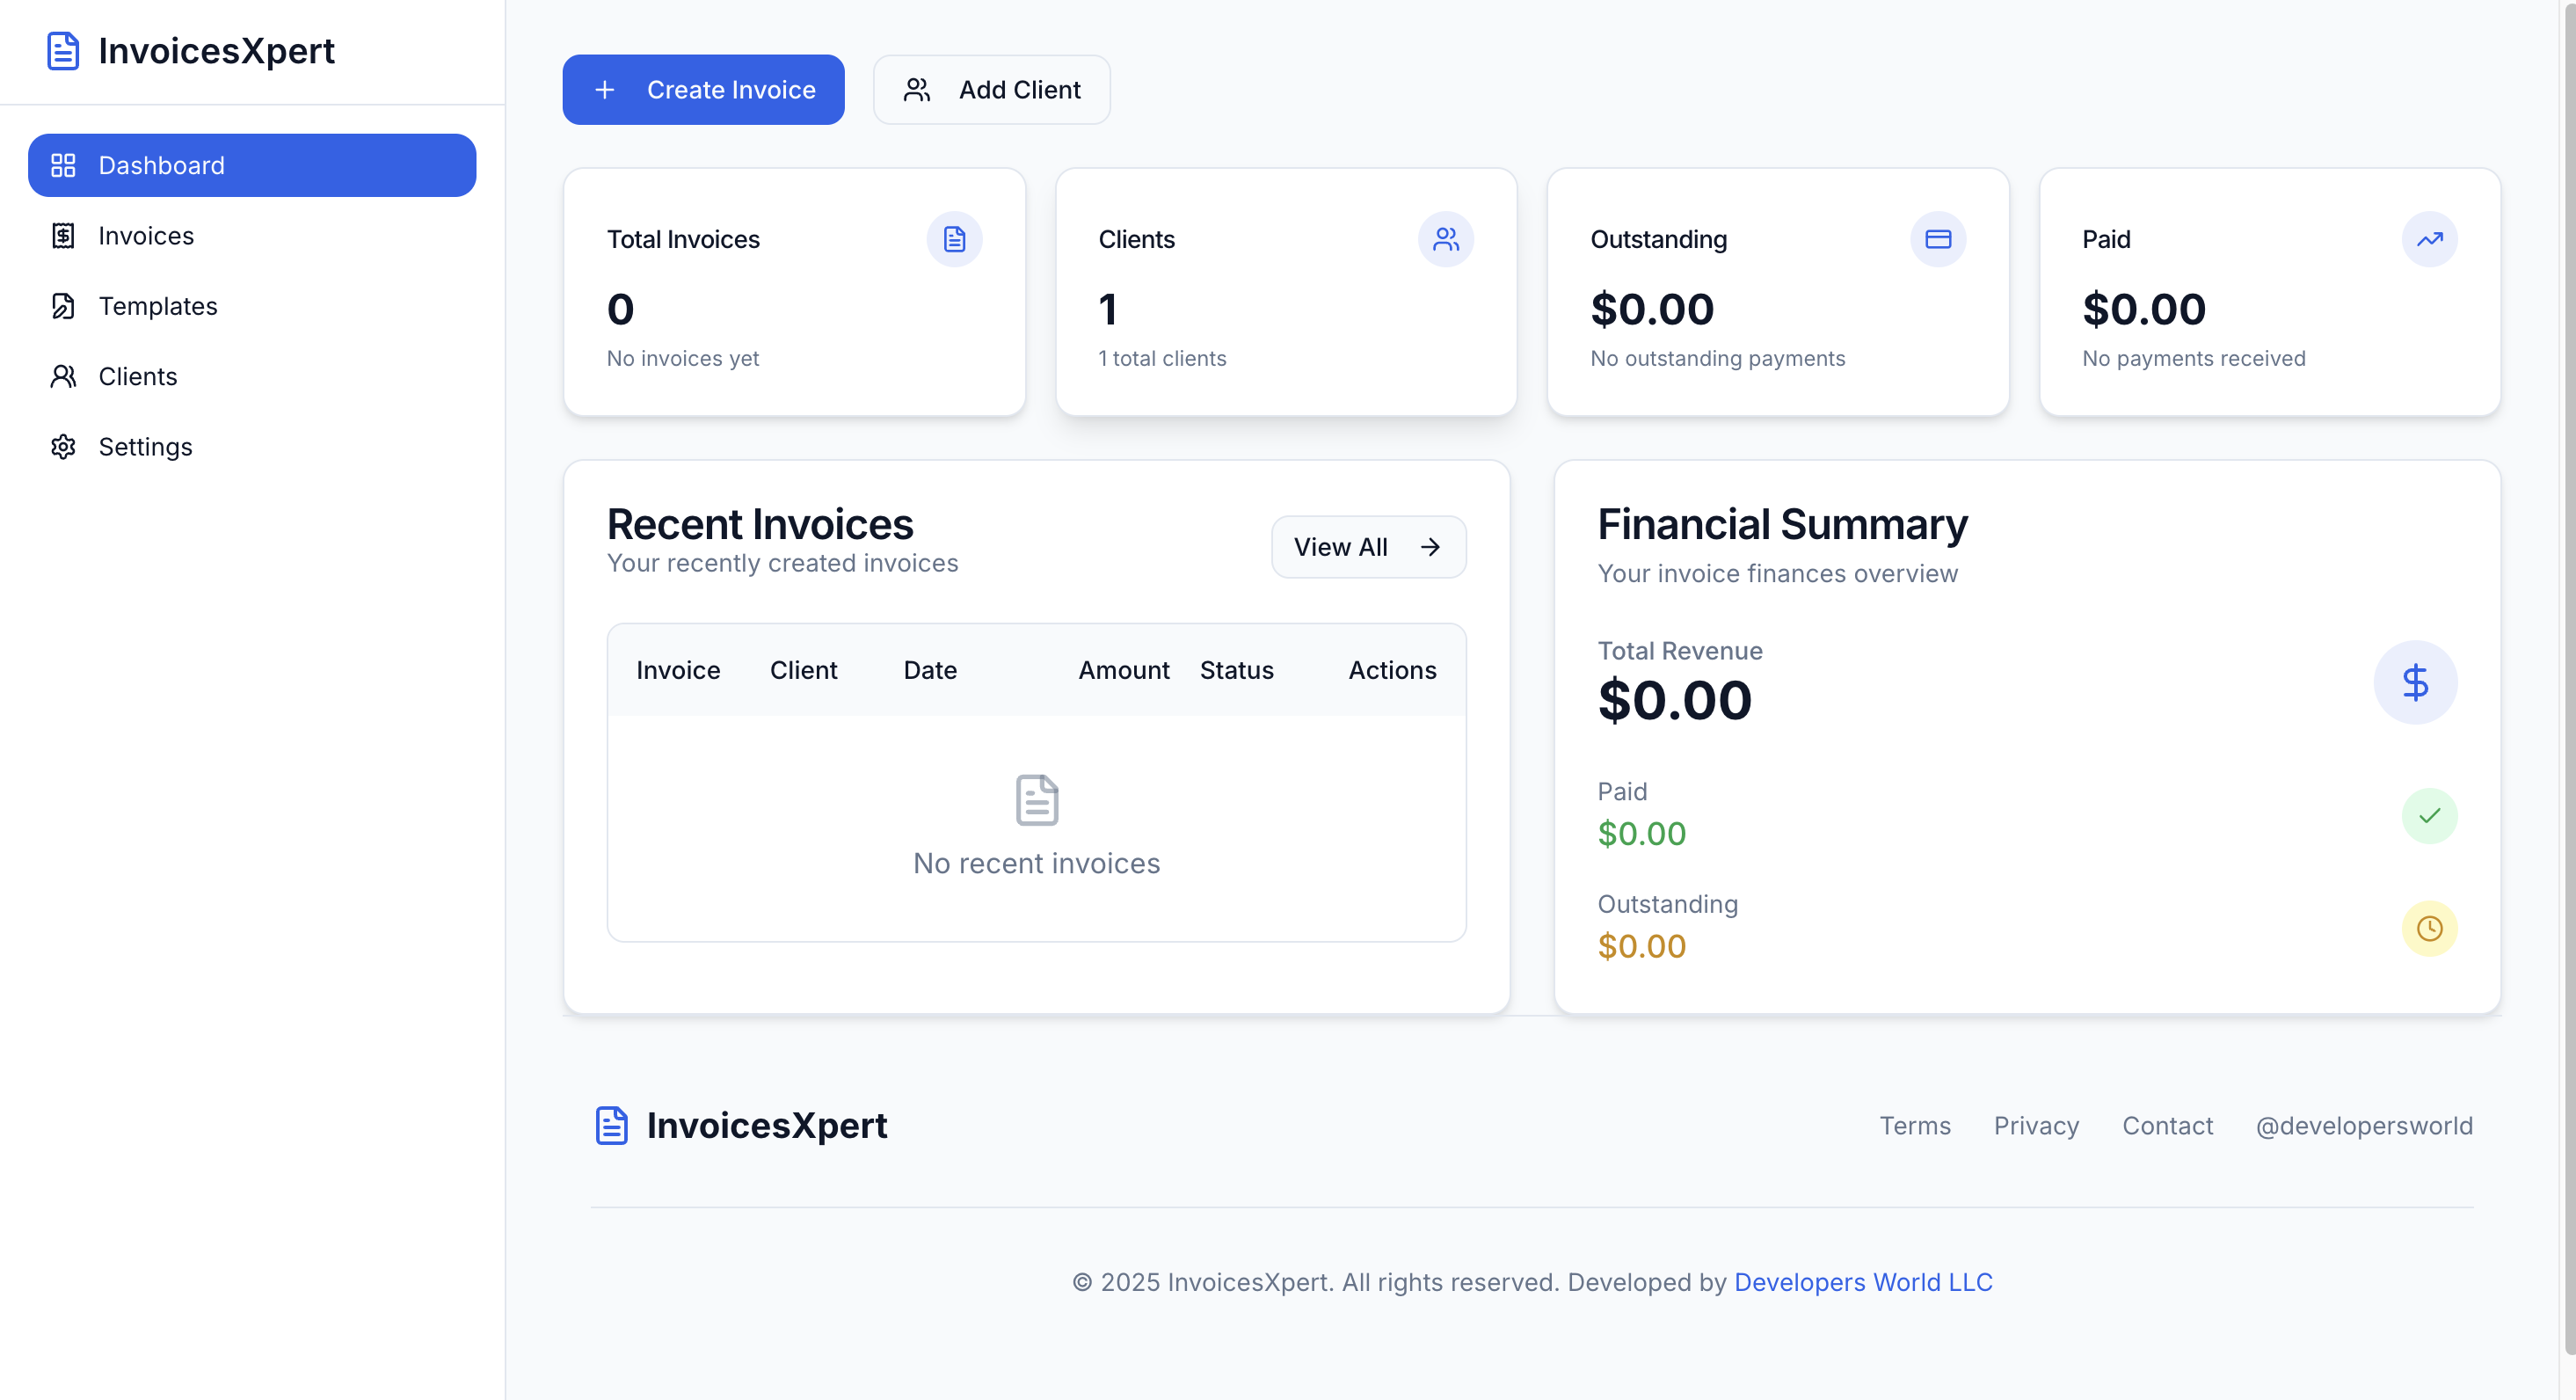 InvoicesXpert
Dashboard
Invoices
Templates
Clients
Settings
Create Invoice
Add Client
Total Invoices
0
No invoices yet
Clients
1
1 total clients
Outstanding
$0.00
No outstanding payments
Paid
$0.00
No payments received
Recent Invoices
Your recently created invoices
View All
Invoice Client Date Amount Status Actions
No recent invoices
Financial Summary
Your invoice finances overview
Total Revenue
$0.00
Paid
$0.00
Outstanding
$0.00
InvoicesXpert
Terms Privacy Contact @developersworld
© 2025 InvoicesXpert. All rights reserved. Developed by Developers World LLC